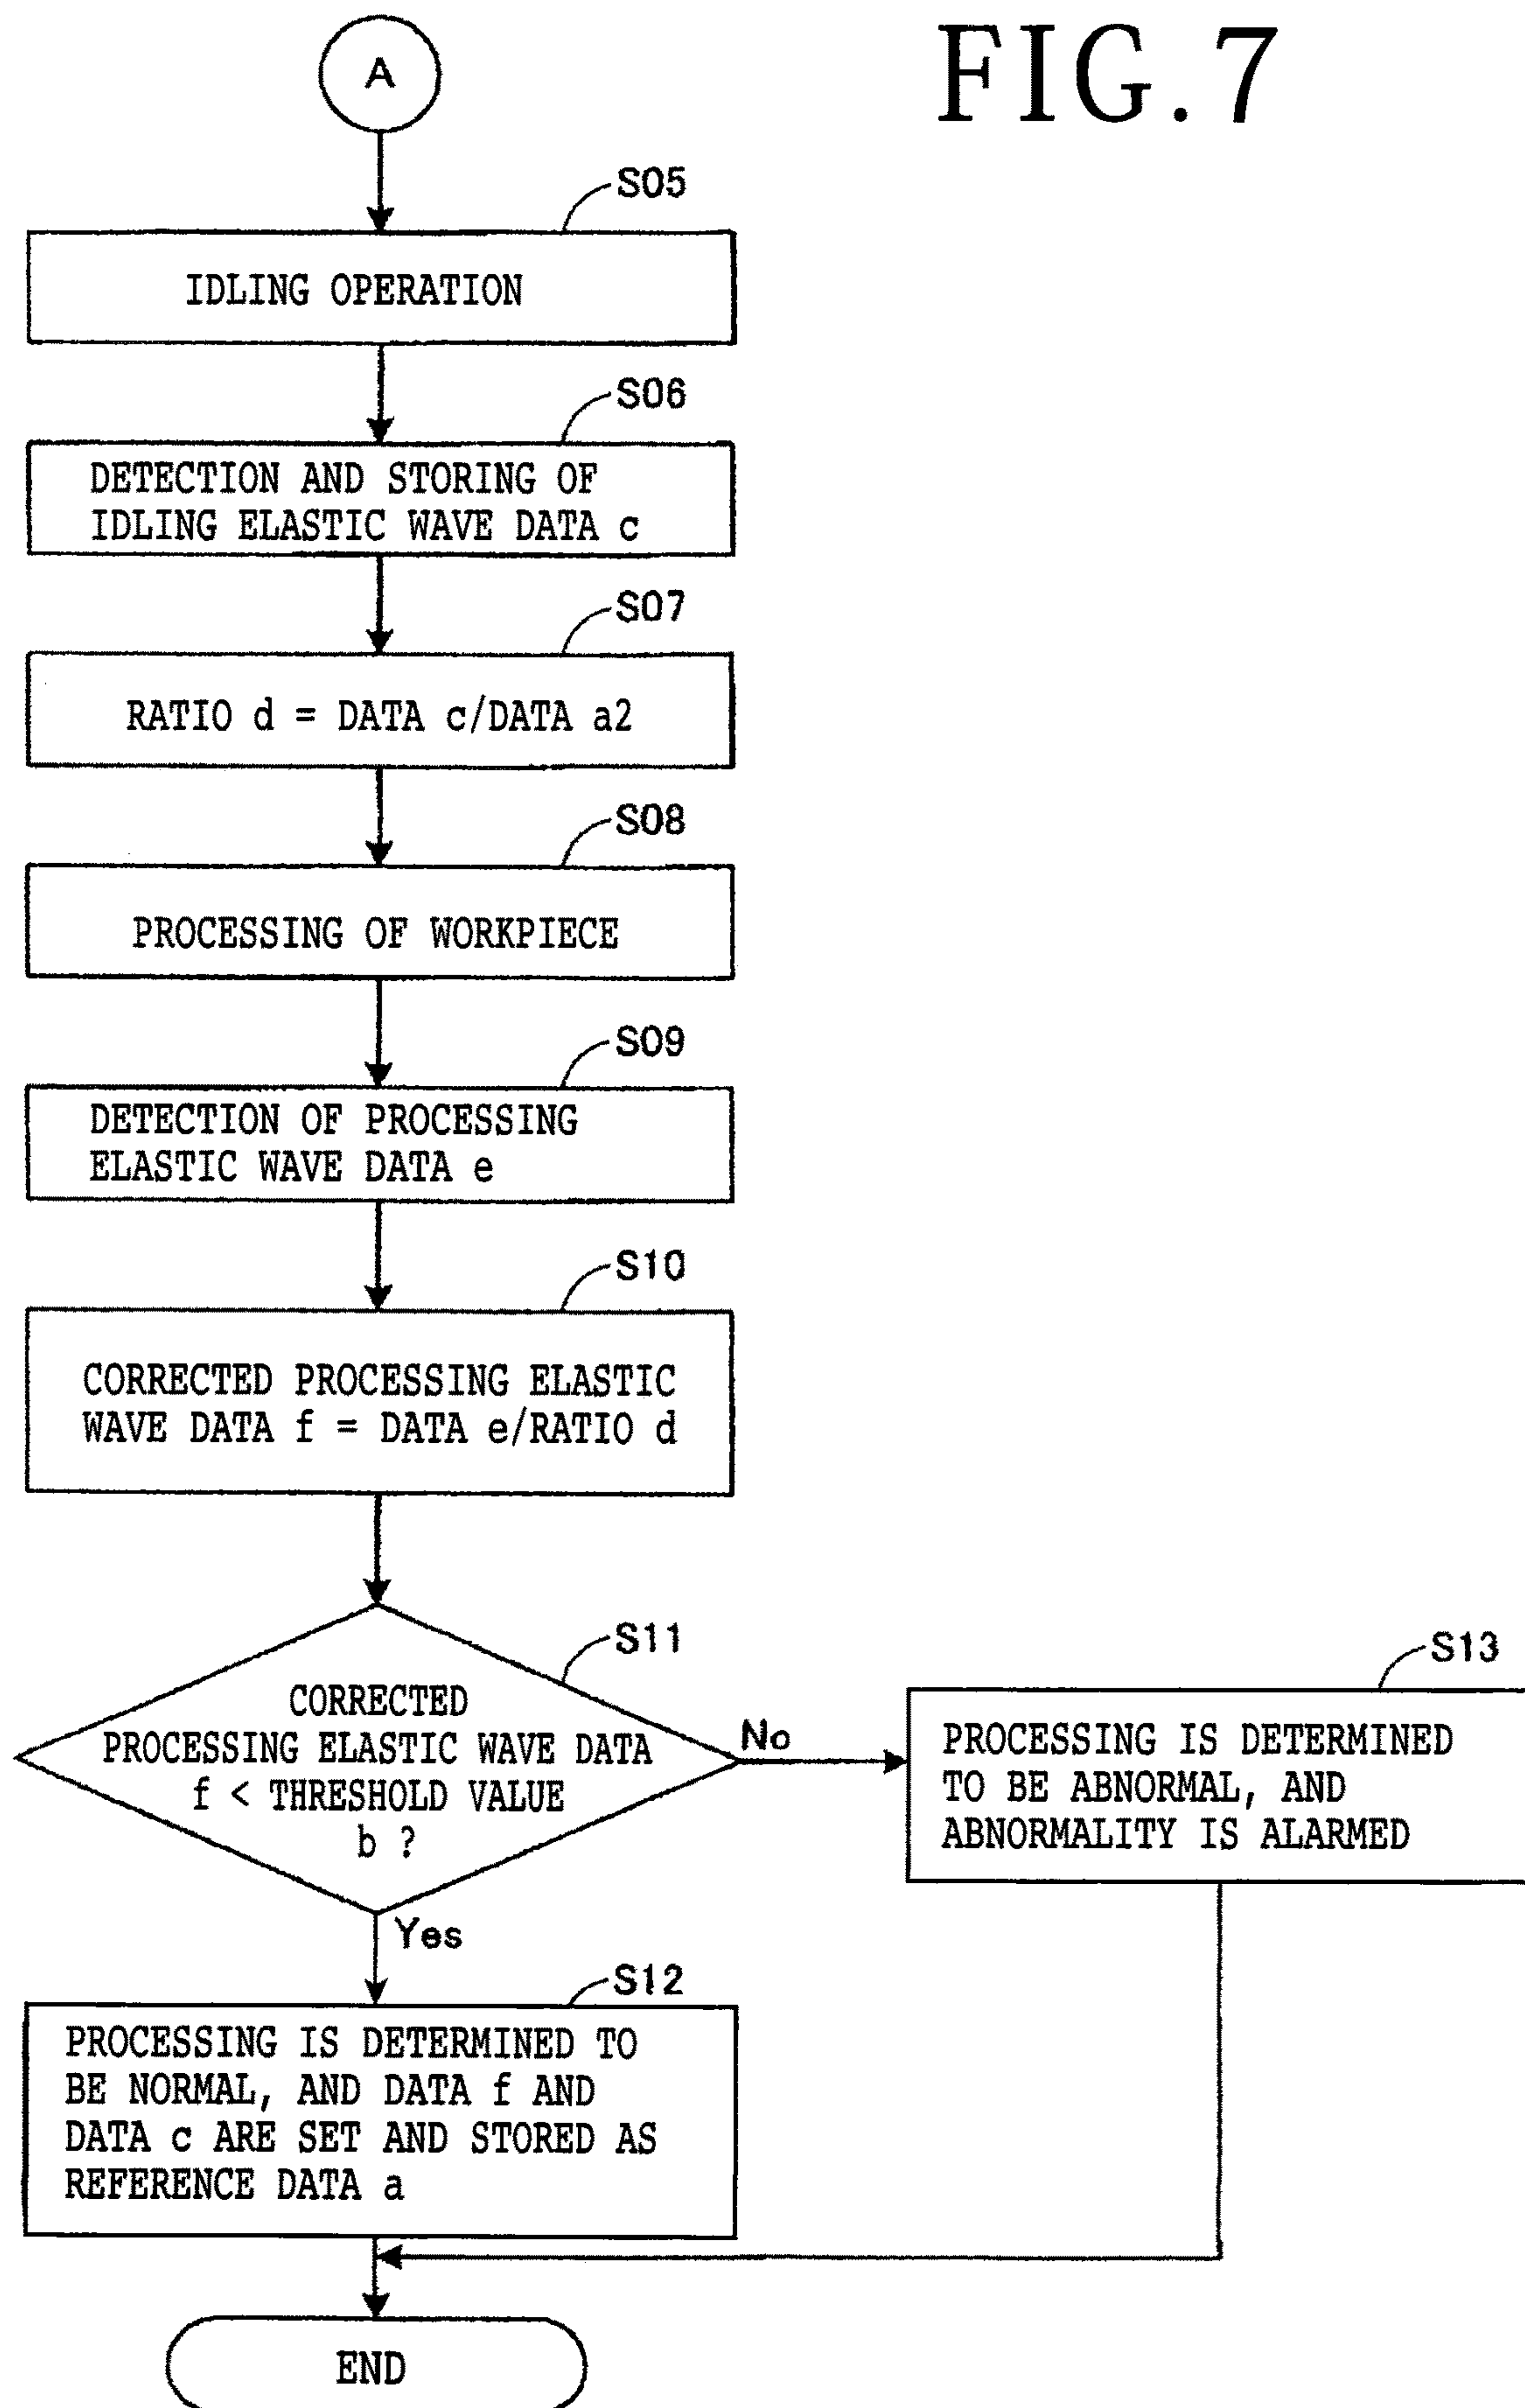 FIG.7
A
S05
IDLING OPERATION
S06
DETECTION AND STORING OF
IDLING ELASTIC WAVE DATA c
S07
RATIO d = DATA c/DATA a2
S08
PROCESSING OF WORKPIECE
S09
DETECTION OF PROCESSING
ELASTIC WAVE DATA e
S10
CORRECTED PROCESSING ELASTIC
WAVE DATA f = DATA e/RATIO d
S11
CORRECTED
PROCESSING ELASTIC WAVE DATA
f < THRESHOLD VALUE
b ?
No
S13
PROCESSING IS DETERMINED
TO BE ABNORMAL, AND
ABNORMALITY IS ALARMED
Yes
S12
PROCESSING IS DETERMINED TO
BE NORMAL, AND DATA f AND
DATA c ARE SET AND STORED AS
REFERENCE DATA a
END